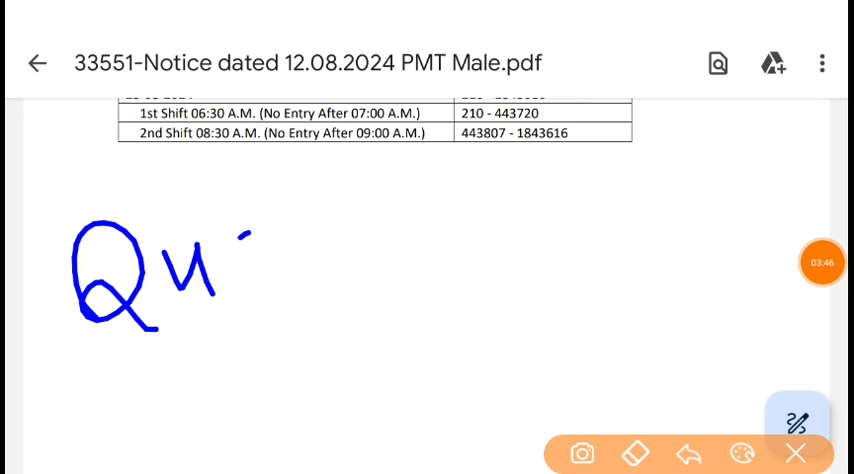 33551-Notice dated 12.08.2024 PMT Male.pdf
1st Shift 06:30 A.M. (No Entry After 07:00 A.M.) 210 - 443720
2nd Shift 08:30 A.M. (No Entry After 09:00 A.M.) 443807 - 1843616
Qu
03:46